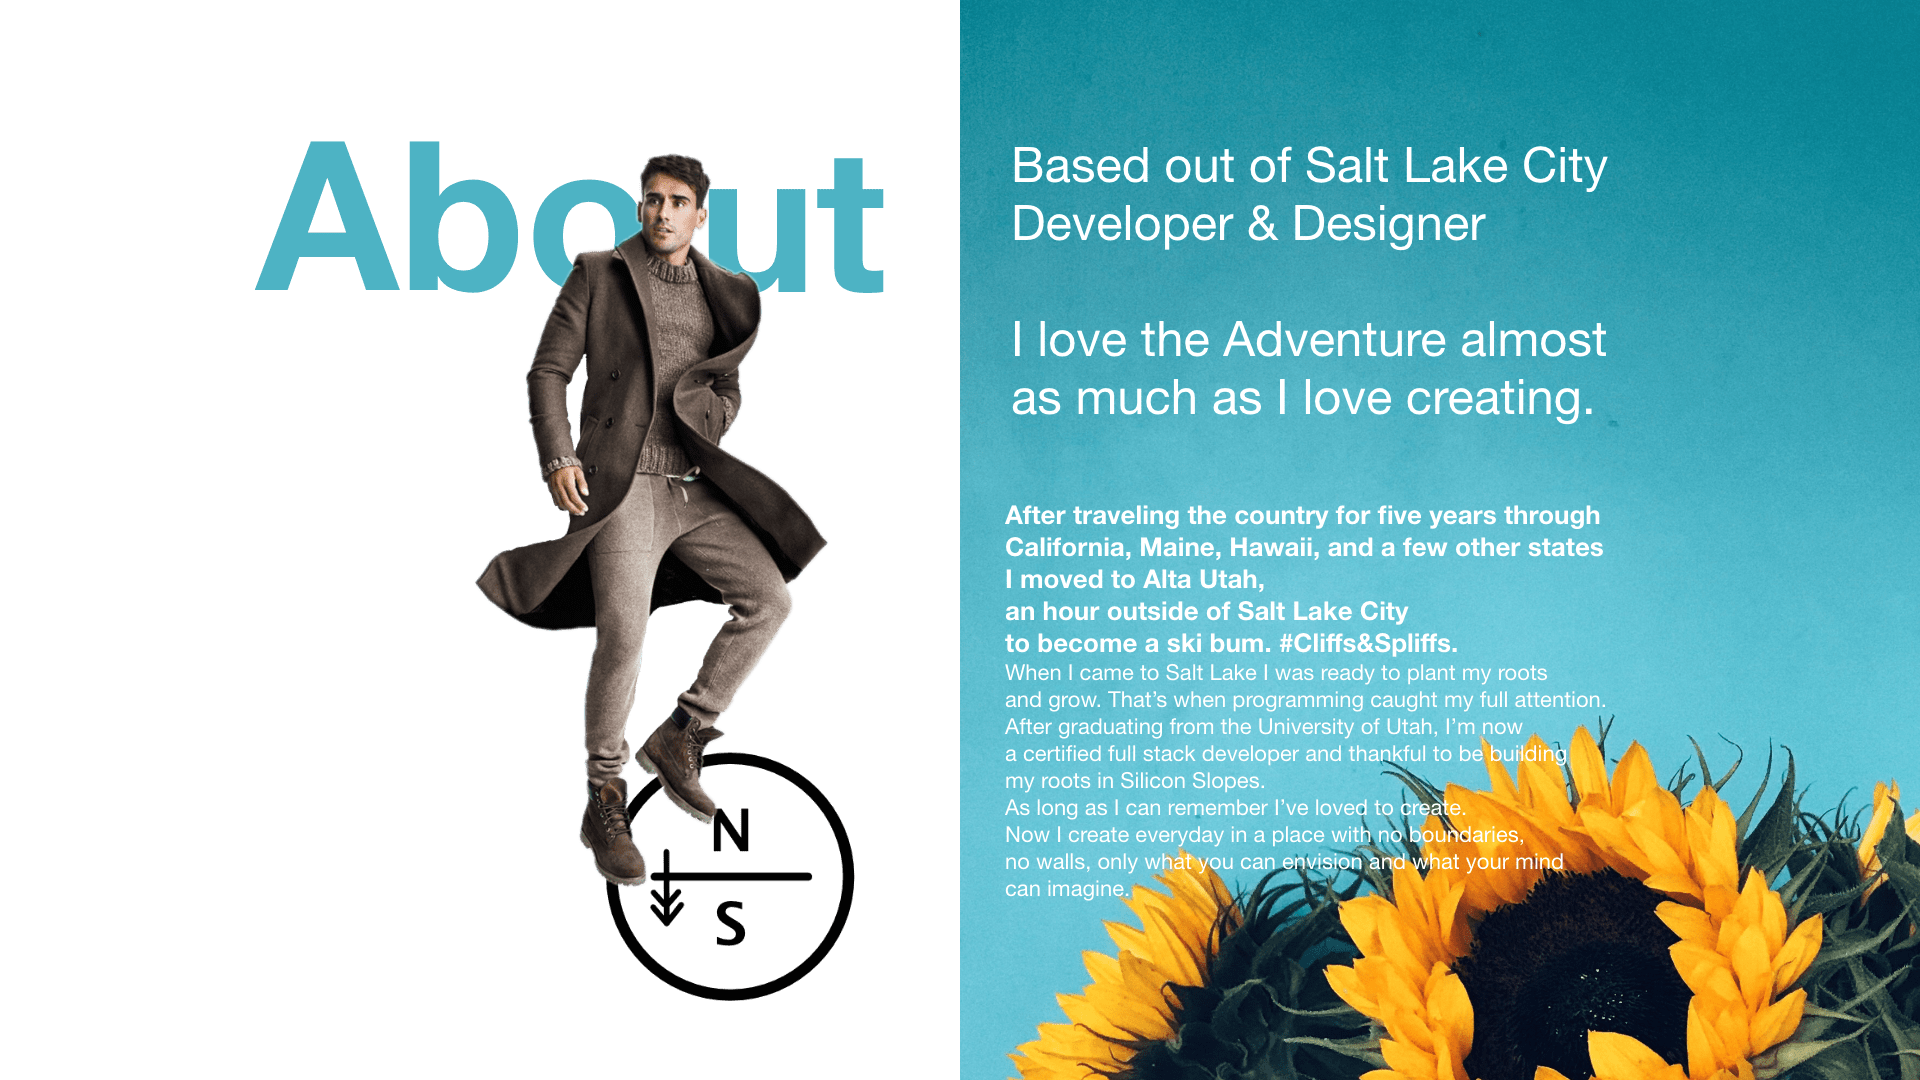 About
N
S
Based out of Salt Lake City
Developer & Designer
I love the Adventure almost
as much as I love creating.
After traveling the country for five years through
California, Maine, Hawaii, and a few other states
I moved to Alta Utah,
an hour outside of Salt Lake City
to become a ski bum. #Cliffs&Spliffs.
When I came to Salt Lake I was ready to plant my roots
and grow. That’s when programming caught my full attention.
After graduating from the University of Utah, I’m now
a certified full stack developer and thankful to be building
my roots in Silicon Slopes.
As long as I can remember I’ve loved to create.
Now I create everyday in a place with no boundaries,
no walls, only what you can envision and what your mind
can imagine.